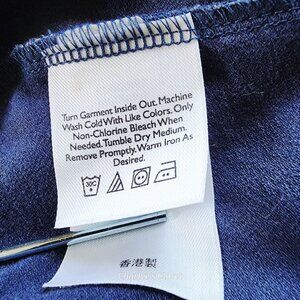 Turn Garment Inside Out. Machine
Wash Cold With Like Colors. Only
Non-Chlorine Bleach When
Needed. Tumble Dry Medium.
Remove Promptly. Warm Iron As
Desired.
30C
香港製